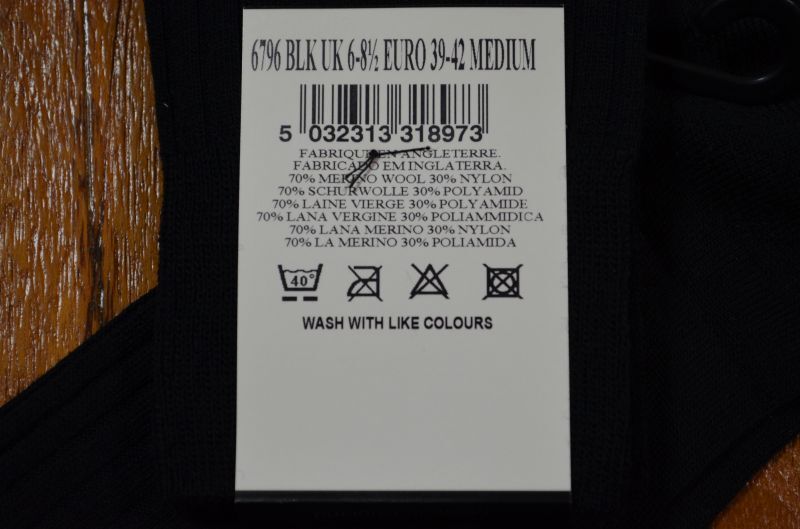 6796 BLK UK 6-8½ EURO 39-42 MEDIUM
5 032313 318973
FABRIQUE EN ANGLETERRE.
FABRICADO EM INGLATERRA.
70% MERINO WOOL 30% NYLON
70% SCHURWOLLE 30% POLYAMID
70% LAINE VIERGE 30% POLYAMIDE
70% LANA VERGINE 30% POLIAMMIDICA
70% LANA MERINO 30% NYLON
70% LA MERINO 30% POLIAMIDA
40°
WASH WITH LIKE COLOURS